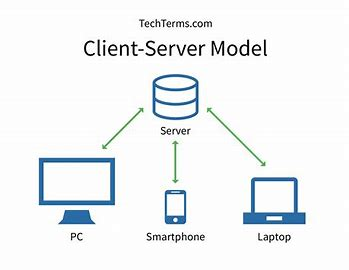 TechTerms.com
Client-Server Model
Server
PC
Smartphone
Laptop